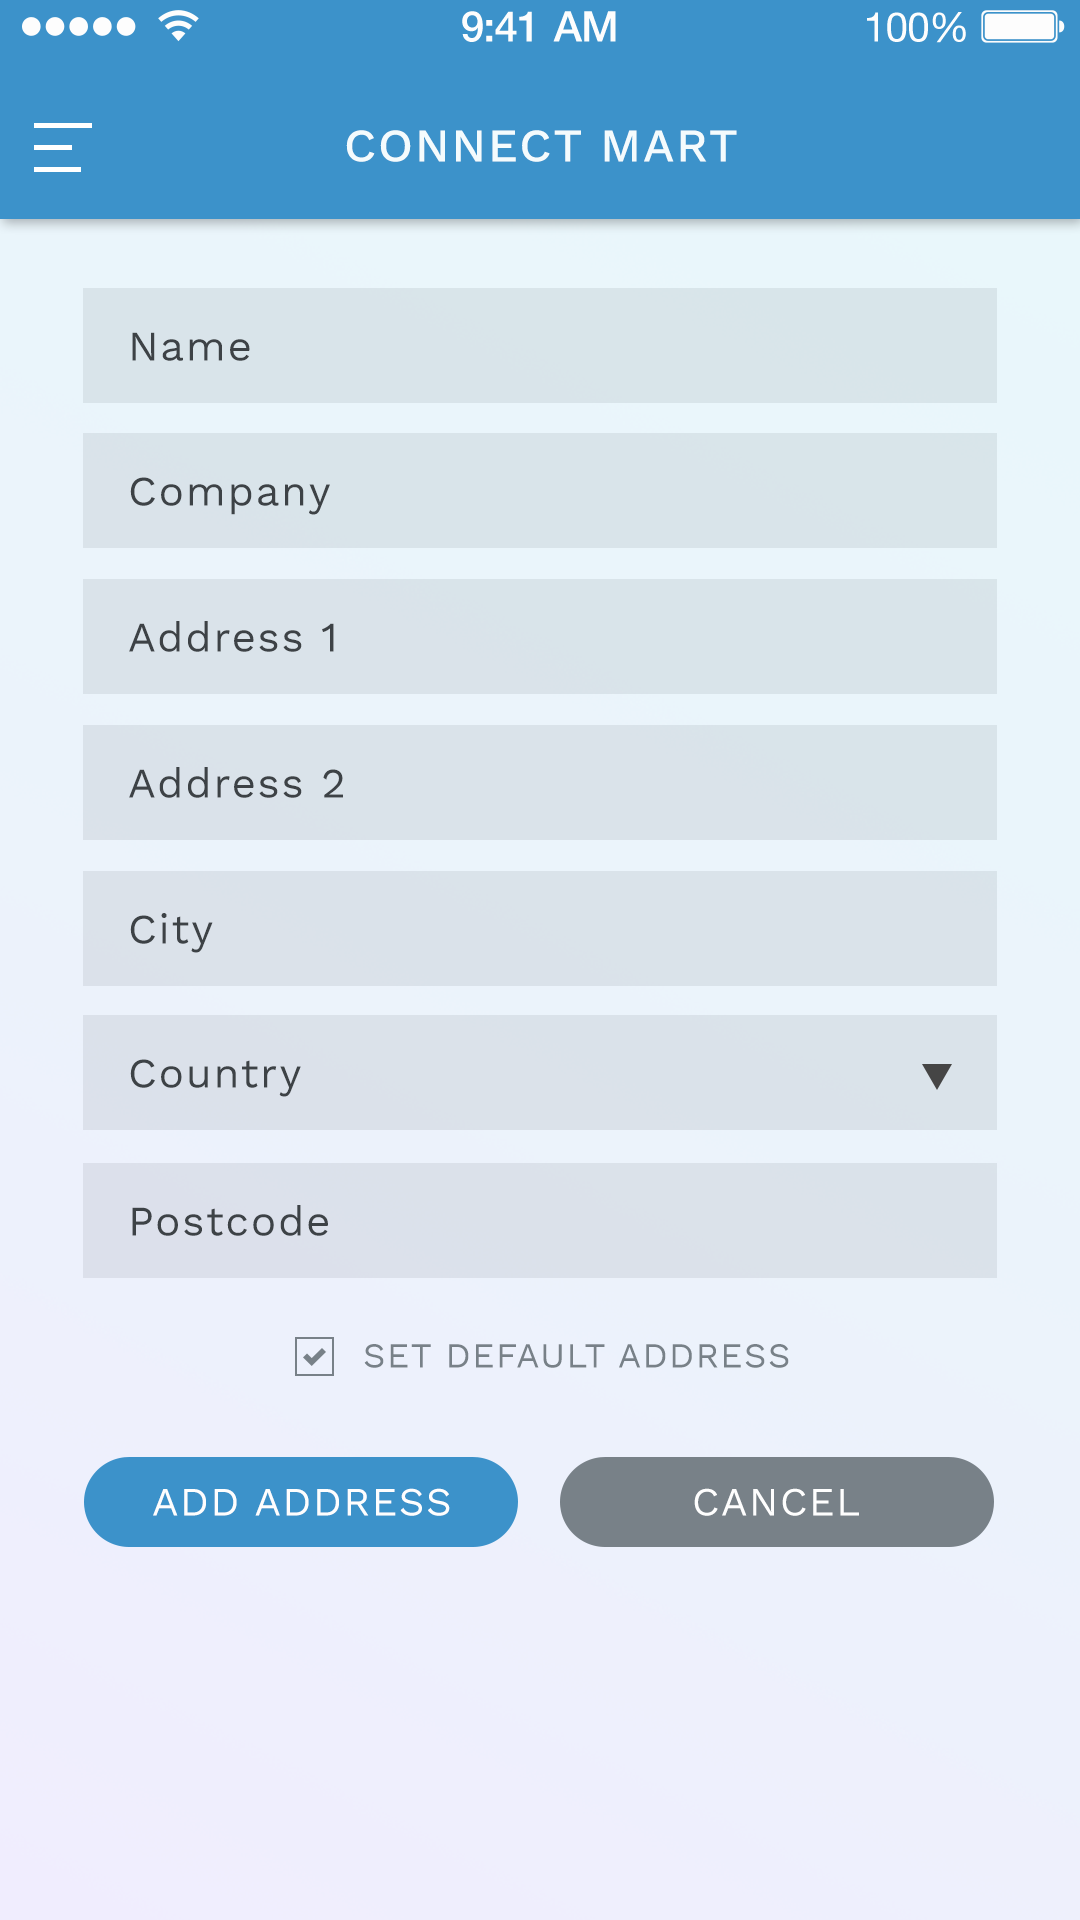 9:41 AM 100%
CONNECT MART
Name
Company
Address 1
Address 2
City
Country
Postcode
SET DEFAULT ADDRESS
ADD ADDRESS CANCEL